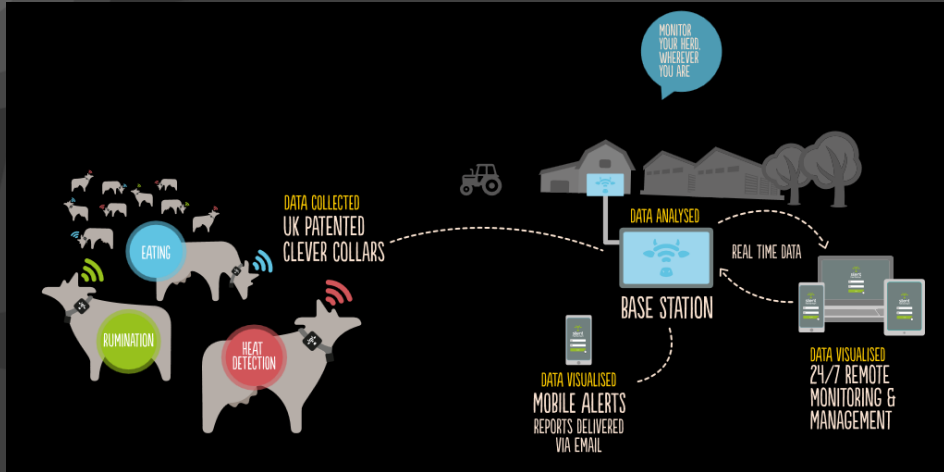 MONITOR
YOUR HERD,
WHEREVER
YOU ARE
DATA COLLECTED
UK PATENTED
CLEVER COLLARS
EATING
RUMINATION
HEAT
DETECTION
DATA ANALYSED
REAL TIME DATA
BASE STATION
DATA VISUALISED
MOBILE ALERTS
REPORTS DELIVERED
VIA EMAIL
DATA VISUALISED
24/7 REMOTE
MONITORING &
MANAGEMENT